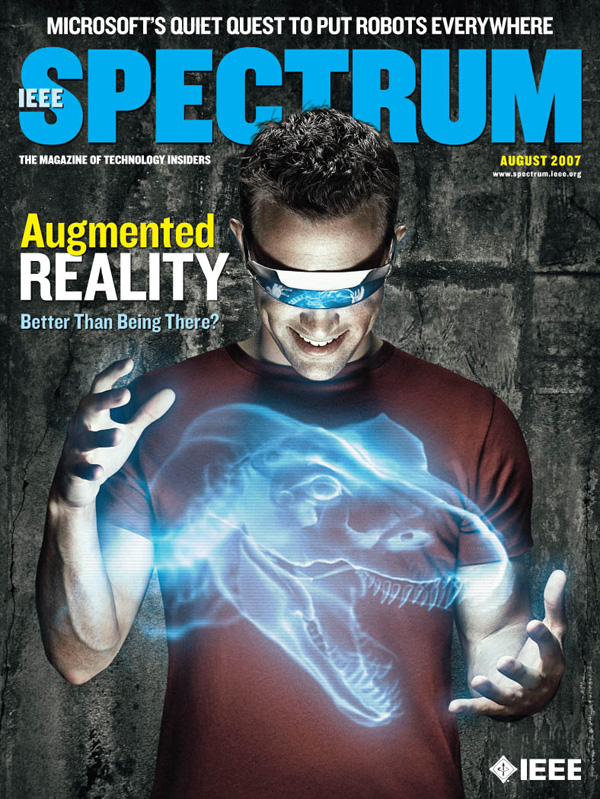 MICROSOFT'S QUIET QUEST TO PUT ROBOTS EVERYWHERE
IEEE SPECTRUM
THE MAGAZINE OF TECHNOLOGY INSIDERS
AUGUST 2007
www.spectrum.ieee.org
Augmented
REALITY
Better Than Being There?
IEEE